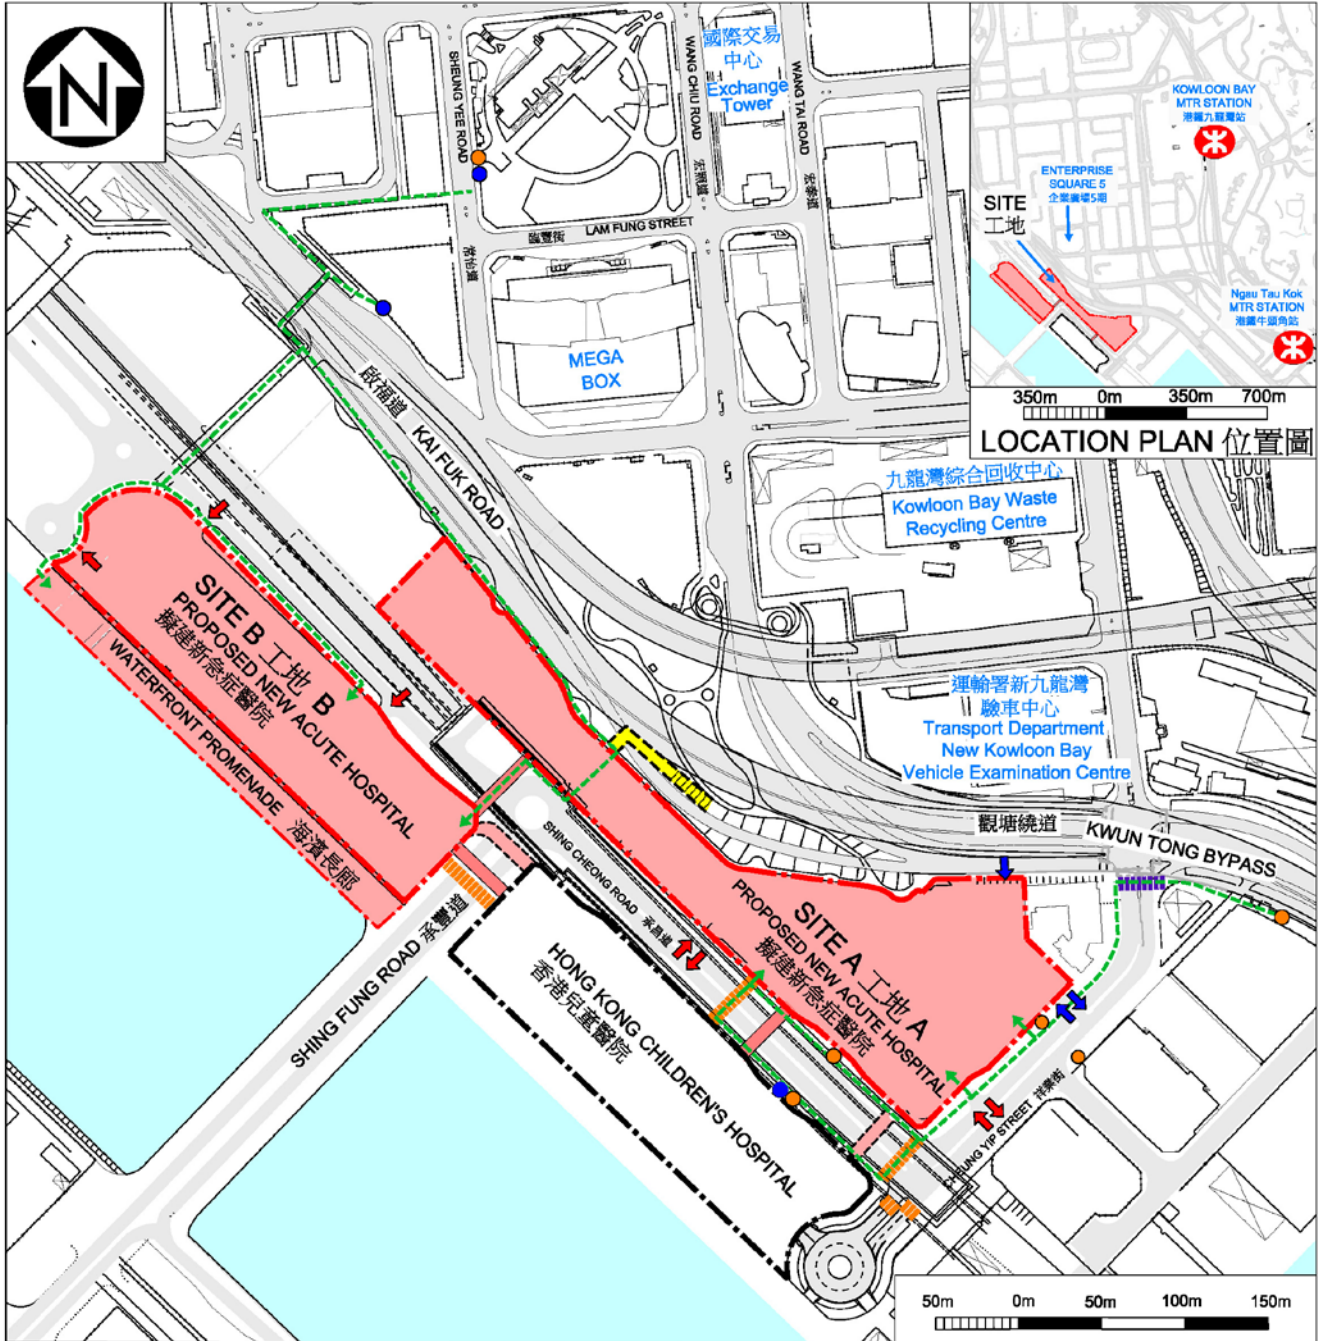 N
SHEUNG YEE ROAD
常怡道
國際交易
中心
Exchange
Tower
WANG CHIU ROAD
宏照道
WANG TAI ROAD
宏泰道
臨豐街
LAM FUNG STREET
MEGA
BOX
KOWLOON BAY
MTR STATION
港鐵九龍灣站
ENTERPRISE
SQUARE 5
企業廣場5期
SITE
工地
Ngau Tau Kok
MTR STATION
港鐵牛頭角站
350m 0m 350m 700m
LOCATION PLAN 位置圖
啟福道 KAI FUK ROAD
九龍灣綜合回收中心
Kowloon Bay Waste
Recycling Centre
SITE B 工地 B
PROPOSED NEW ACUTE HOSPITAL
擬建新急症醫院
WATERFRONT PROMENADE 海濱長廊
運輸署新九龍灣
驗車中心
Transport Department
New Kowloon Bay
Vehicle Examination Centre
觀塘繞道
KWUN TONG BYPASS
SHING CHEONG ROAD 承昌道
SITE A 工地 A
PROPOSED NEW ACUTE HOSPITAL
擬建新急症醫院
SHING FUNG ROAD 承豐道
HONG KONG CHILDREN'S HOSPITAL
香港兒童醫院
YIP STREET 祥業街
50m 0m 50m 100m 150m